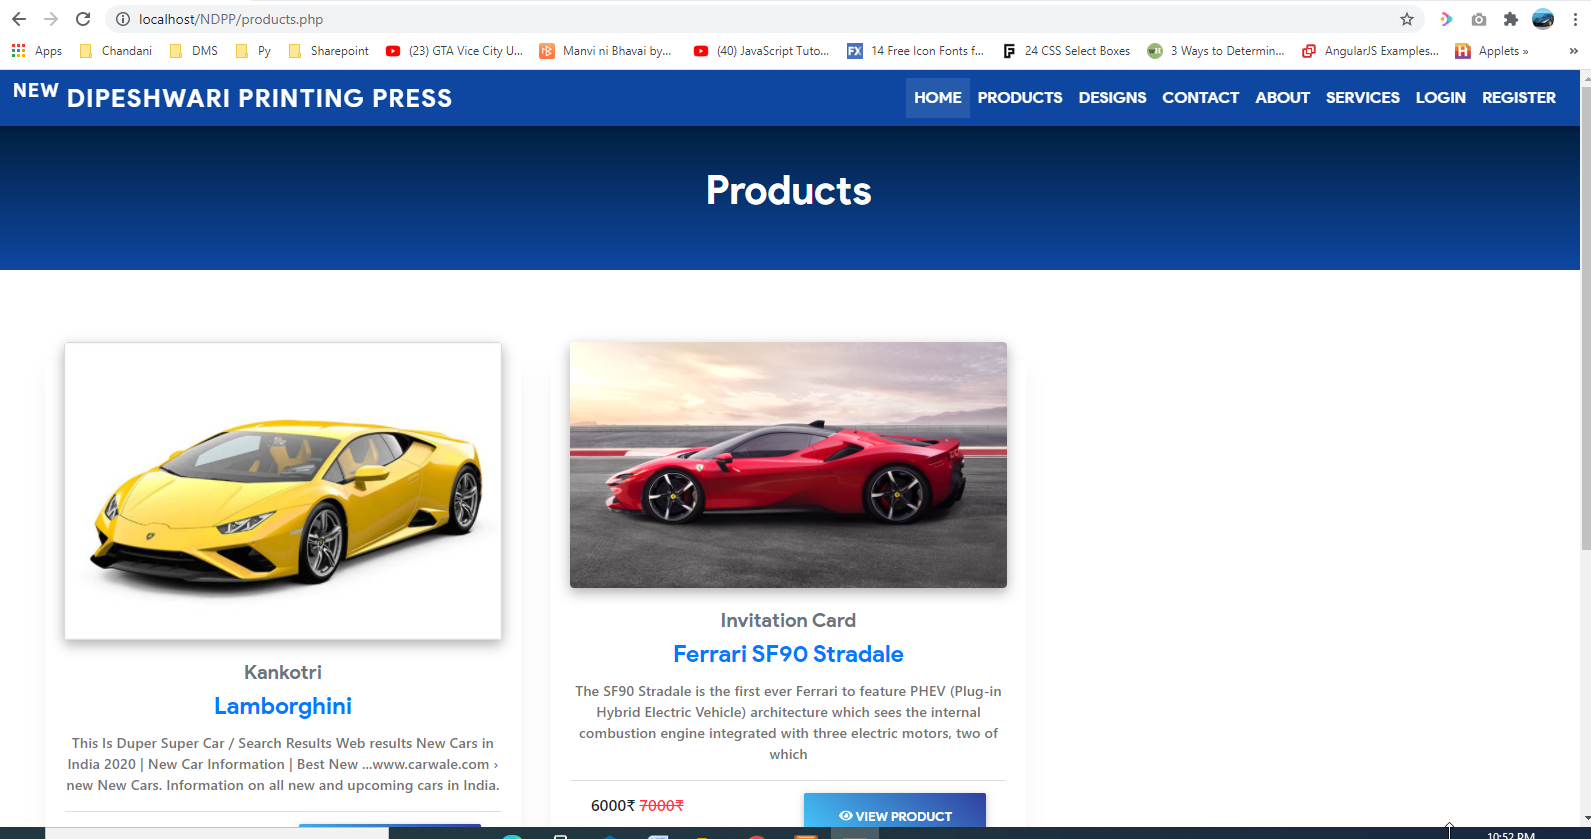 localhost/NDPP/products.php
Apps Chandani DMS Py Sharepoint (23) GTA Vice City U... Manvi ni Bhavai by... (40) JavaScript Tuto... FX 14 Free Icon Fonts f... 24 CSS Select Boxes 3 Ways to Determin... AngularJS Examples... Applets » »
NEW DIPESHWARI PRINTING PRESS
HOME PRODUCTS DESIGNS CONTACT ABOUT SERVICES LOGIN REGISTER
Products
Kankotri
Lamborghini
This Is Duper Super Car / Search Results Web results New Cars in
India 2020 | New Car Information | Best New ...www.carwale.com ›
new New Cars. Information on all new and upcoming cars in India.
Invitation Card
Ferrari SF90 Stradale
The SF90 Stradale is the first ever Ferrari to feature PHEV (Plug-in
Hybrid Electric Vehicle) architecture which sees the internal
combustion engine integrated with three electric motors, two of
which
6000₹ 7000₹
VIEW PRODUCT
10:52 PM